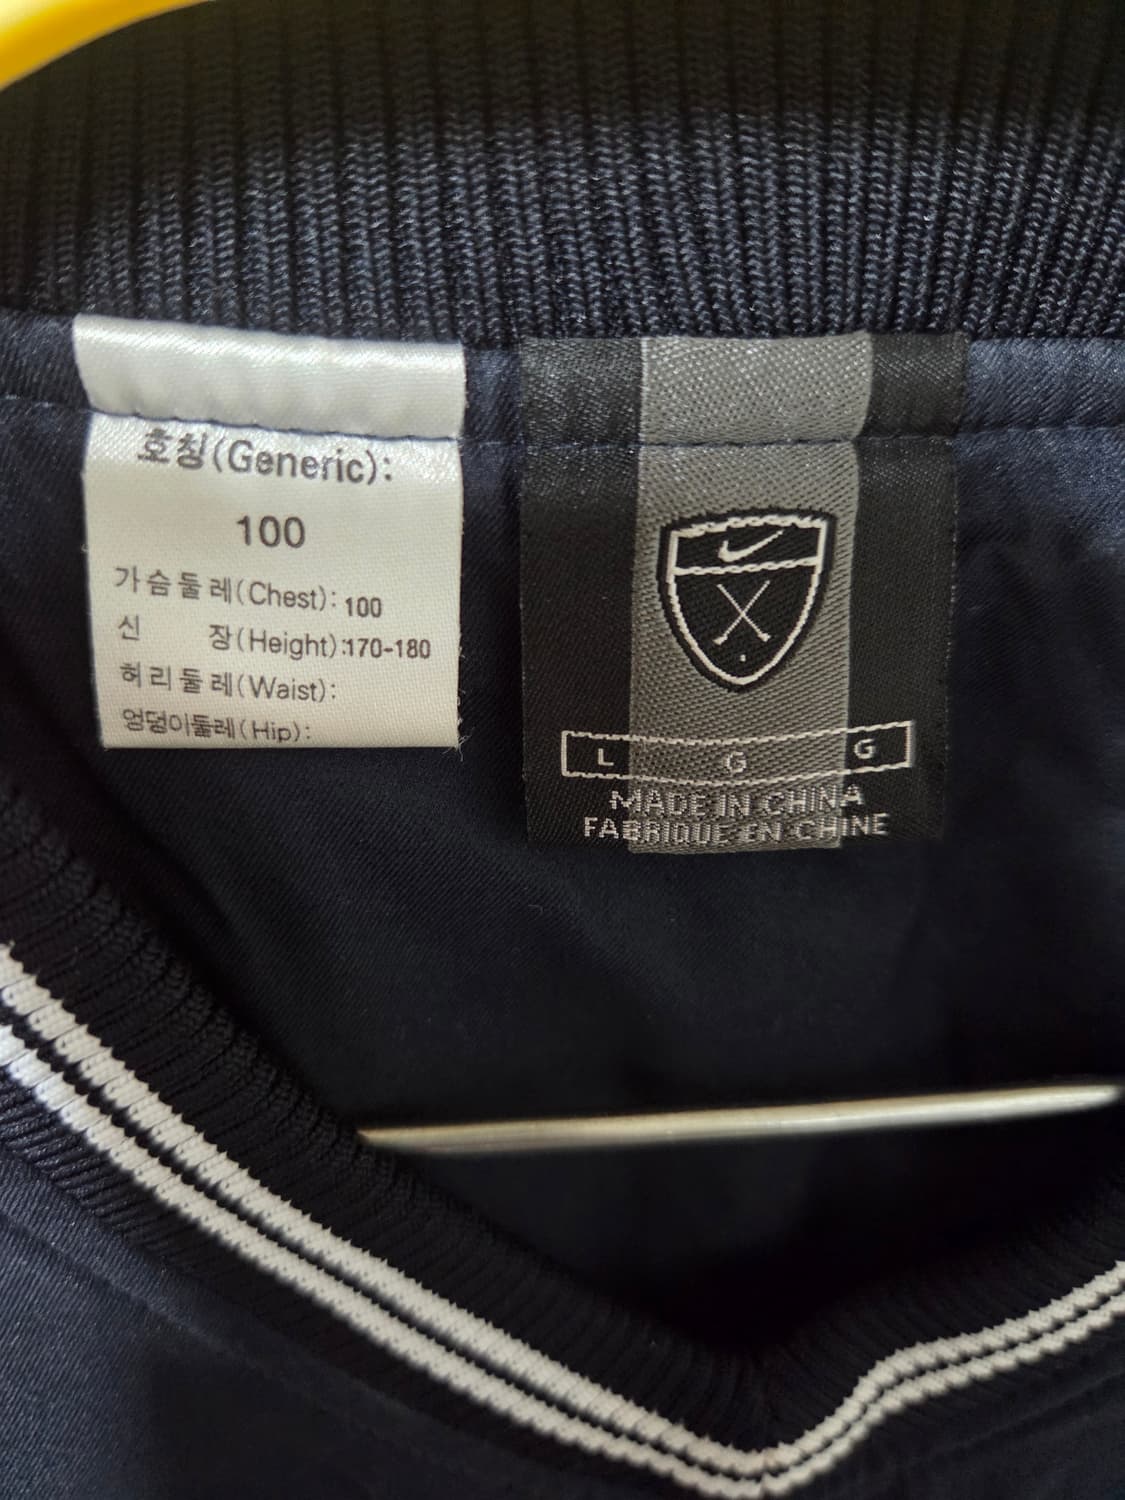 호칭(Generic):
100
가슴둘레(Chest): 100
신 장(Height):170-180
허리둘레(Waist):
엉덩이둘레(Hip):
L G G
MADE IN CHINA
FABRIQUE EN CHINE